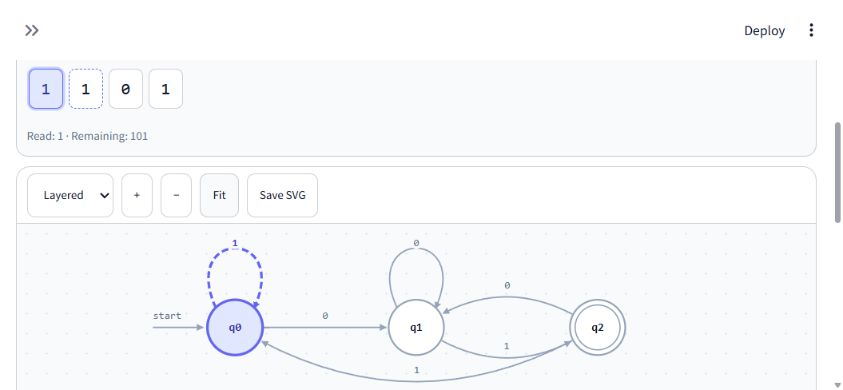 Deploy
1 1 0 1
Read: 1 · Remaining: 101
Layered + − Fit Save SVG
1 0
0
start 0
q0 q1 q2
1
1